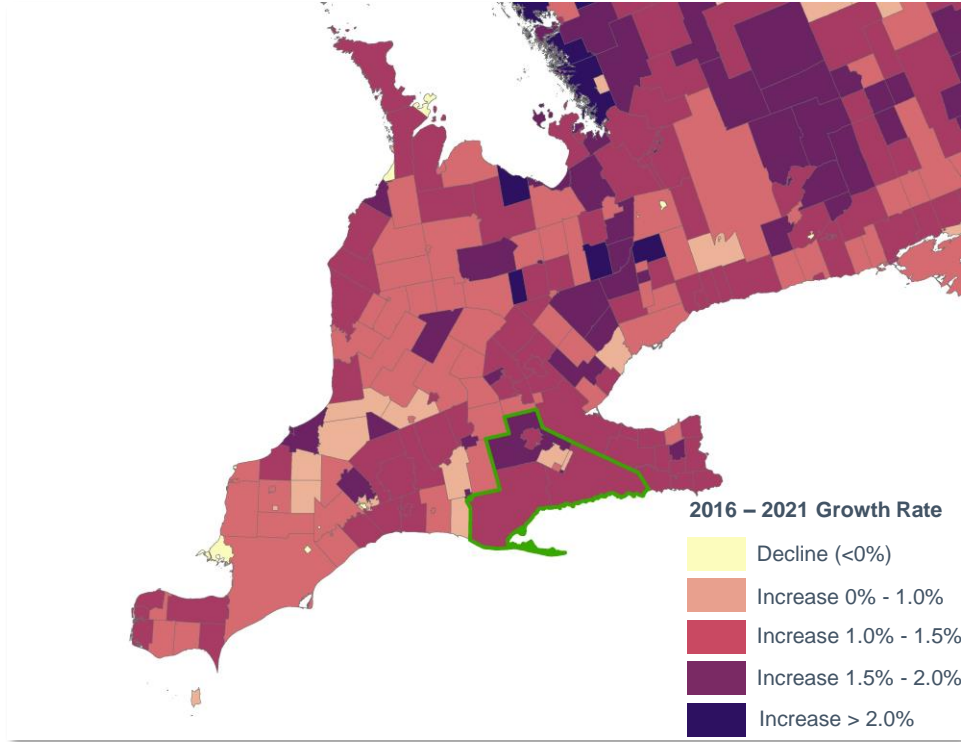 2016 – 2021 Growth Rate
Decline (<0%)
Increase 0% - 1.0%
Increase 1.0% - 1.5%
Increase 1.5% - 2.0%
Increase > 2.0%